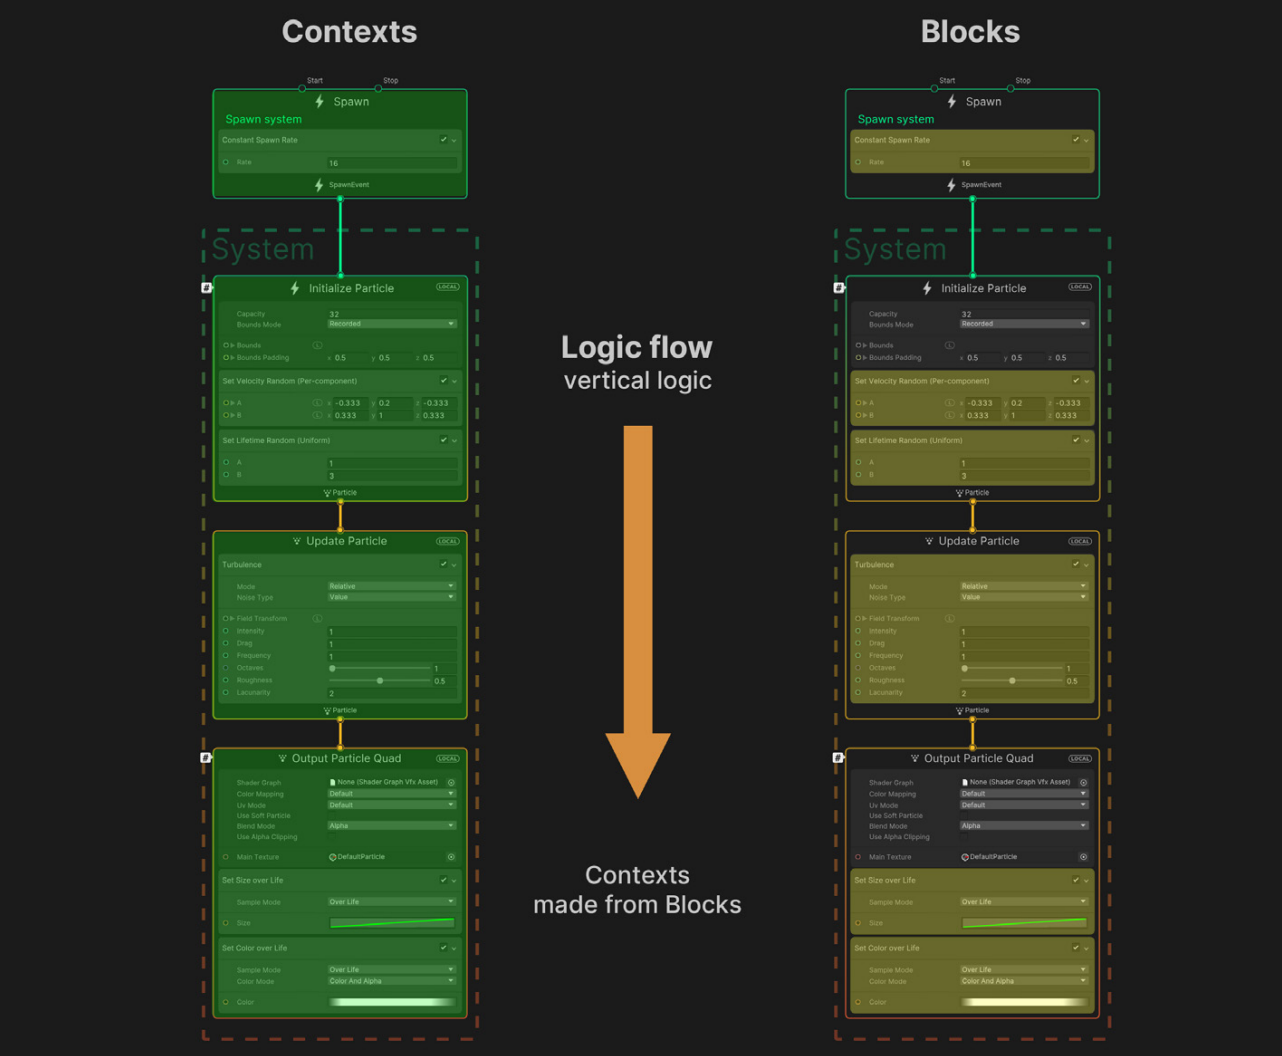 Contexts
Start
Stop
Spawn
Spawn system
Constant Spawn Rate
Rate 16
SpawnEvent
System
#
Initialize Particle LOCAL
Capacity 32
Bounds Mode Recorded
Bounds L
Bounds Padding x 0.5 y 0.5 z 0.5
Set Velocity Random (Per-component)
A L x -0.333 y 0.2 z -0.333
B L x 0.333 y 1 z 0.333
Set Lifetime Random (Uniform)
A 1
B 3
Particle
Update Particle LOCAL
Turbulence
Mode Relative
Noise Type Value
Field Transform L
Intensity 1
Drag 1
Frequency 1
Octaves 1
Roughness 0.5
Lacunarity 2
Particle
#
Output Particle Quad LOCAL
Shader Graph None (Shader Graph Vfx Asset)
Color Mapping Default
Uv Mode Default
Use Soft Particle
Blend Mode Alpha
Use Alpha Clipping
Main Texture DefaultParticle
Set Size over Life
Sample Mode Over Life
Size
Set Color over Life
Sample Mode Over Life
Color Mode Color And Alpha
Color
Logic flow
vertical logic
Contexts
made from Blocks
Blocks
Start
Stop
Spawn
Spawn system
Constant Spawn Rate
Rate 16
SpawnEvent
System
#
Initialize Particle LOCAL
Capacity 32
Bounds Mode Recorded
Bounds L
Bounds Padding x 0.5 y 0.5 z 0.5
Set Velocity Random (Per-component)
A L x -0.333 y 0.2 z -0.333
B L x 0.333 y 1 z 0.333
Set Lifetime Random (Uniform)
A 1
B 3
Particle
Update Particle LOCAL
Turbulence
Mode Relative
Noise Type Value
Field Transform L
Intensity 1
Drag 1
Frequency 1
Octaves 1
Roughness 0.5
Lacunarity 2
Particle
#
Output Particle Quad LOCAL
Shader Graph None (Shader Graph Vfx Asset)
Color Mapping Default
Uv Mode Default
Use Soft Particle
Blend Mode Alpha
Use Alpha Clipping
Main Texture DefaultParticle
Set Size over Life
Sample Mode Over Life
Size
Set Color over Life
Sample Mode Over Life
Color Mode Color And Alpha
Color